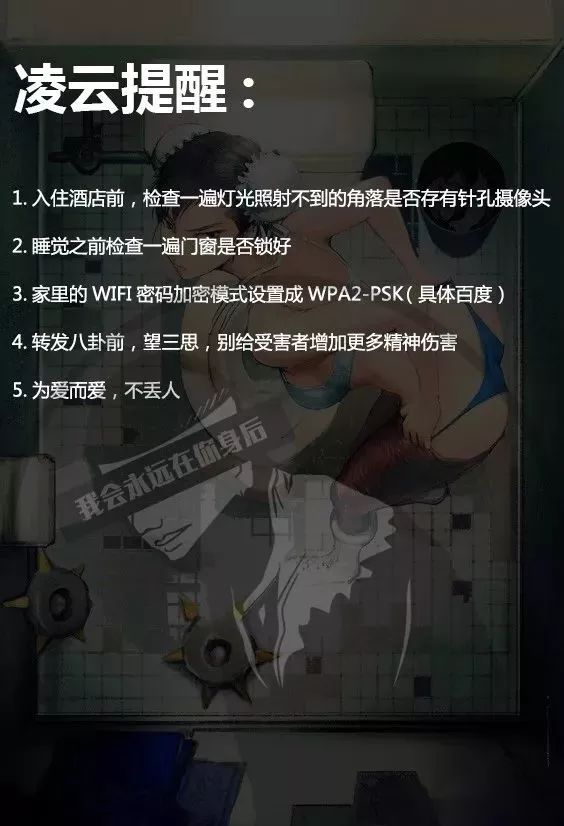 凌云提醒：
1. 入住酒店前，检查一遍灯光照射不到的角落是否存有针孔摄像头
2. 睡觉之前检查一遍门窗是否锁好
3. 家里的 WIFI 密码加密模式设置成 WPA2-PSK（具体百度）
4. 转发八卦前，望三思，别给受害者增加更多精神伤害
5. 为爱而爱，不丢人
我会永远在你身后